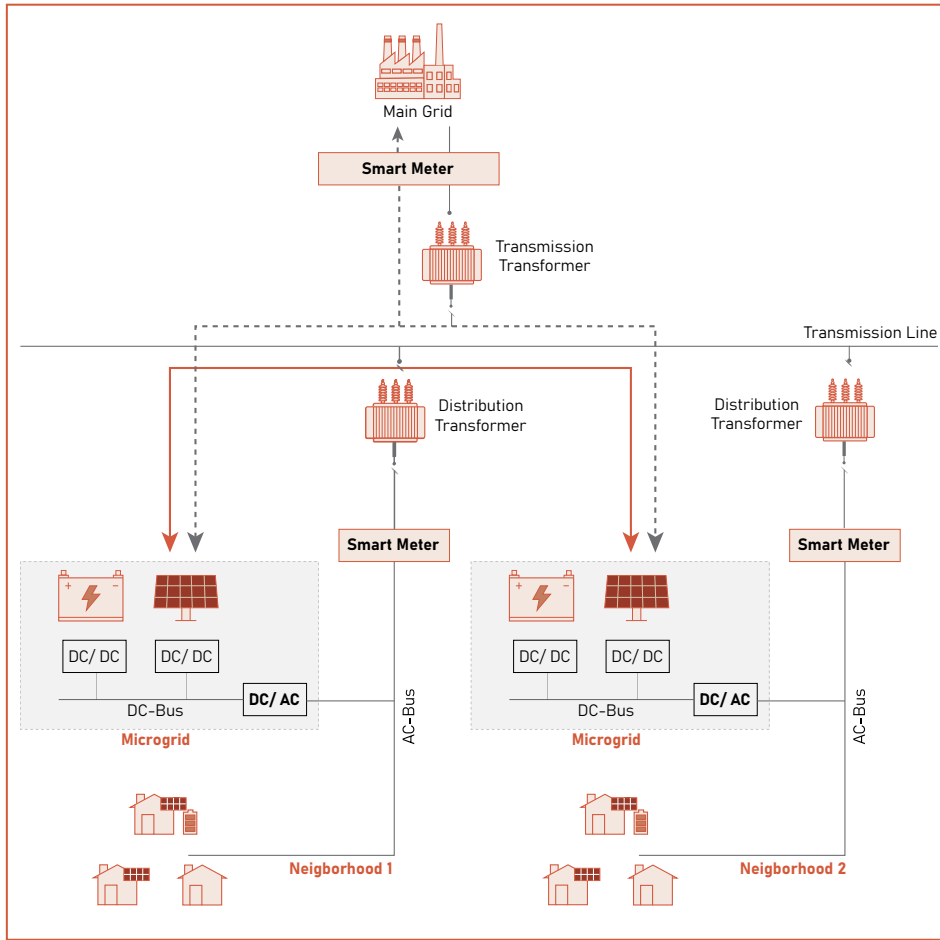 Main Grid
Smart Meter
Transmission
Transformer
Transmission Line
Distribution
Transformer
Distribution
Transformer
Smart Meter
Smart Meter
+ −
+ −
DC/ DC
DC/ DC
DC/ DC
DC/ DC
DC/ AC
DC/ AC
DC-Bus
DC-Bus
AC-Bus
AC-Bus
Microgrid
Microgrid
Neigborhood 1
Neigborhood 2